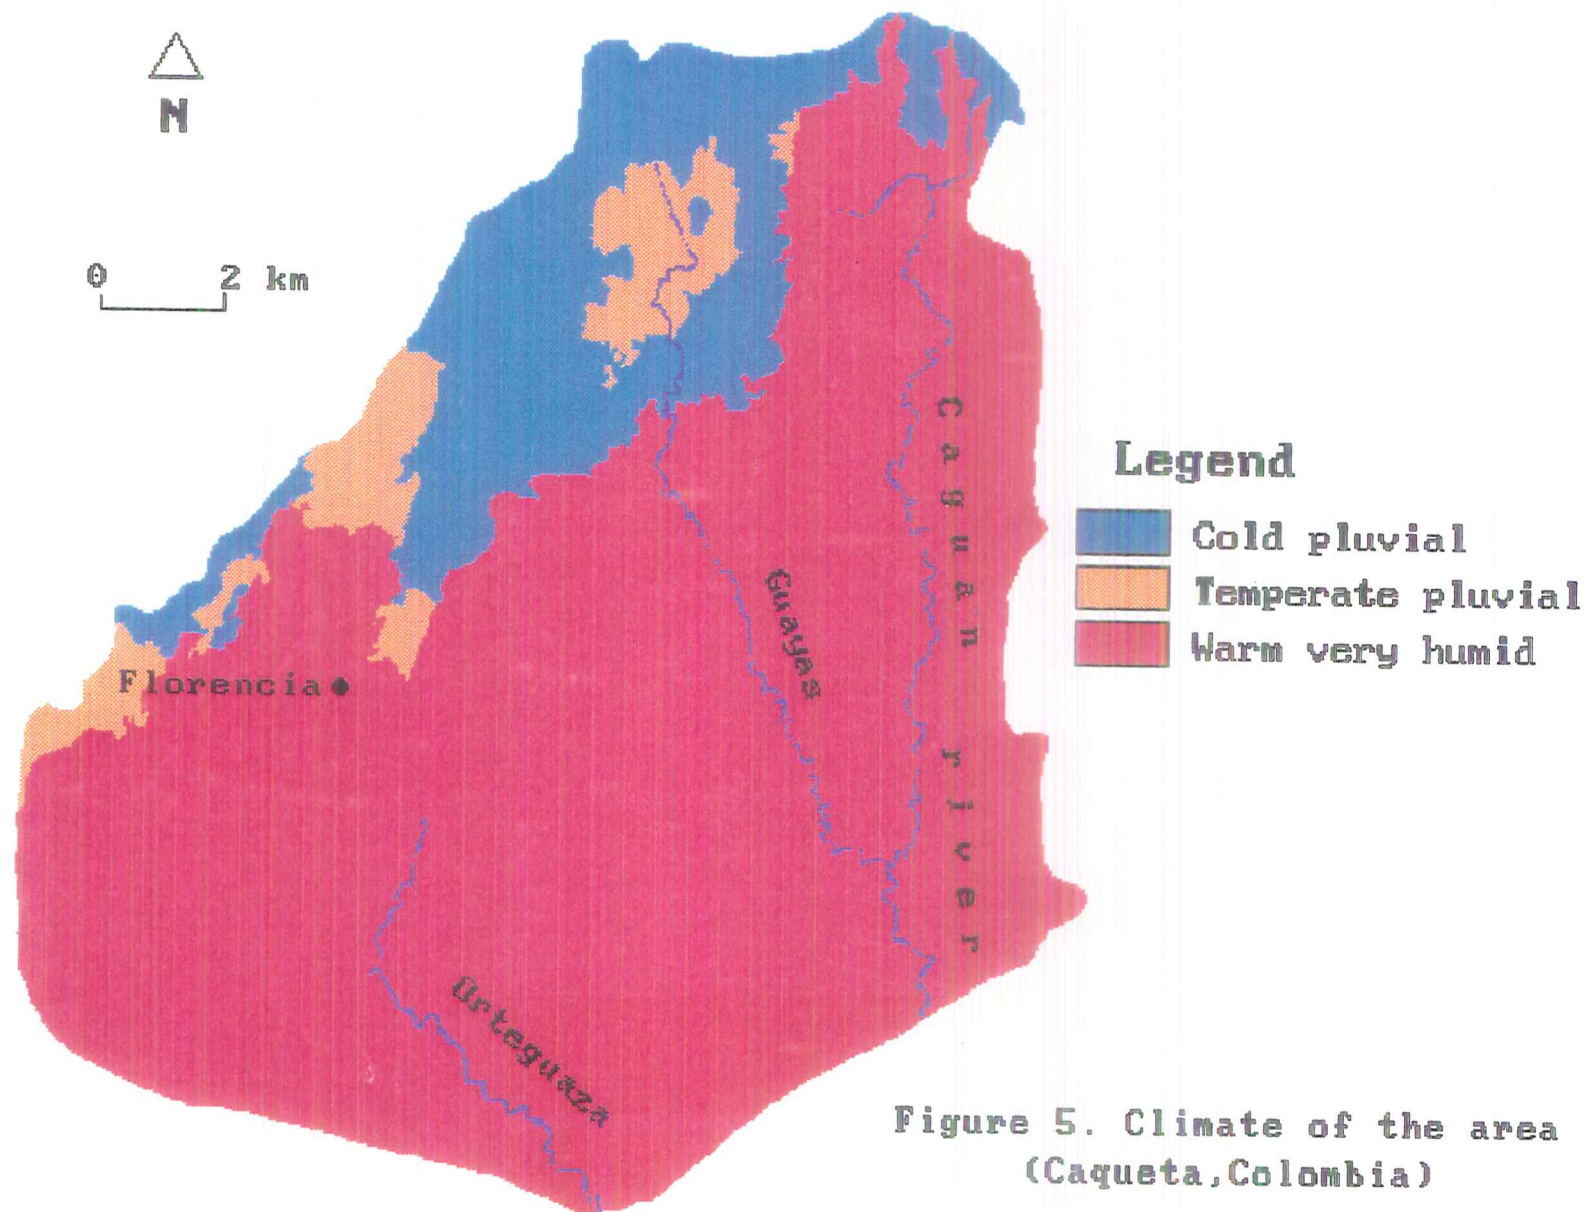 N
0 2 km
Caguan river
Legend
Cold pluvial
Temperate pluvial
Warm very humid
Guayas
Florencia
Orteguaza
Figure 5. Climate of the area
(Caqueta,Colombia)